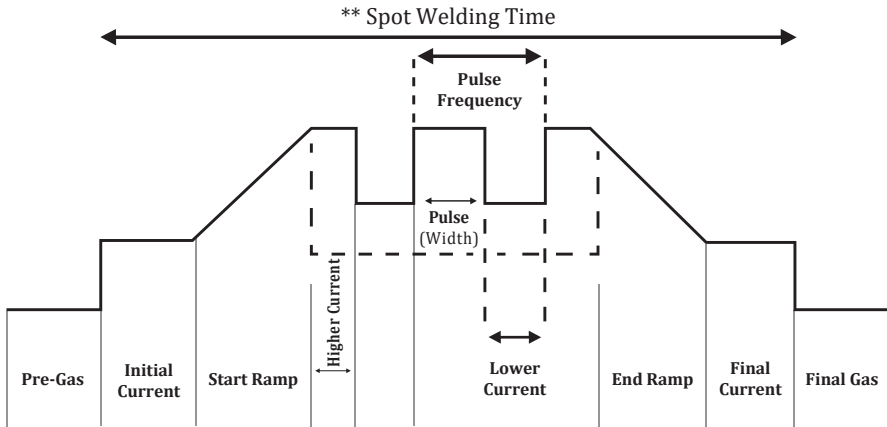 ** Spot Welding Time
Pulse
Frequency
Pulse
(Width)
Higher Current
Pre-Gas
Initial
Current
Start Ramp
Lower
Current
End Ramp
Final
Current
Final Gas